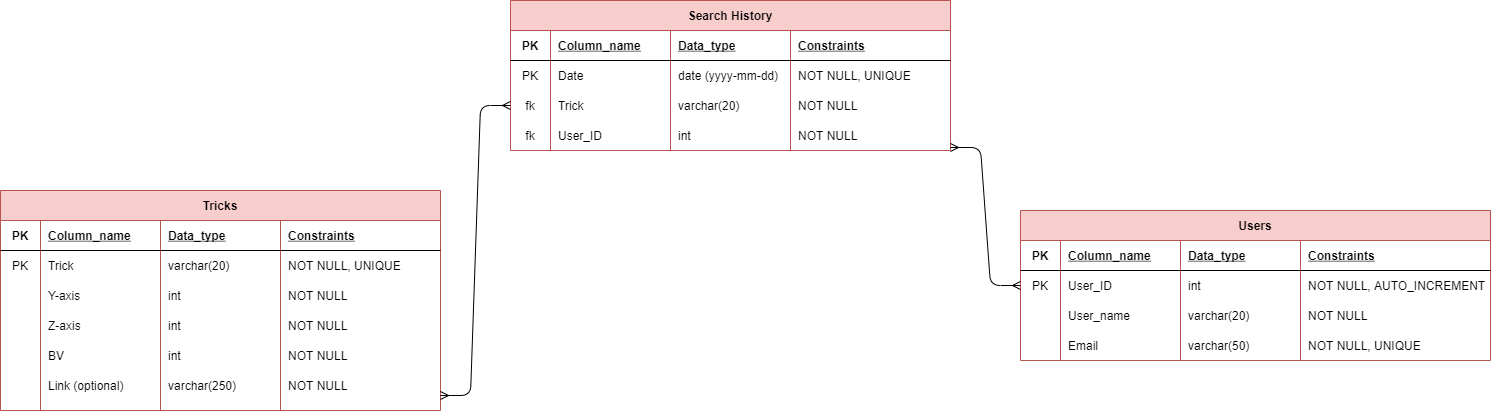 Search History
PK Column_name Data_type Constraints
PK Date date (yyyy-mm-dd) NOT NULL, UNIQUE
fk Trick varchar(20) NOT NULL
fk User_ID int NOT NULL
Tricks
PK Column_name Data_type Constraints
PK Trick varchar(20) NOT NULL, UNIQUE
Y-axis int NOT NULL
Z-axis int NOT NULL
BV int NOT NULL
Link (optional) varchar(250) NOT NULL
Users
PK Column_name Data_type Constraints
PK User_ID int NOT NULL, AUTO_INCREMENT
User_name varchar(20) NOT NULL
Email varchar(50) NOT NULL, UNIQUE